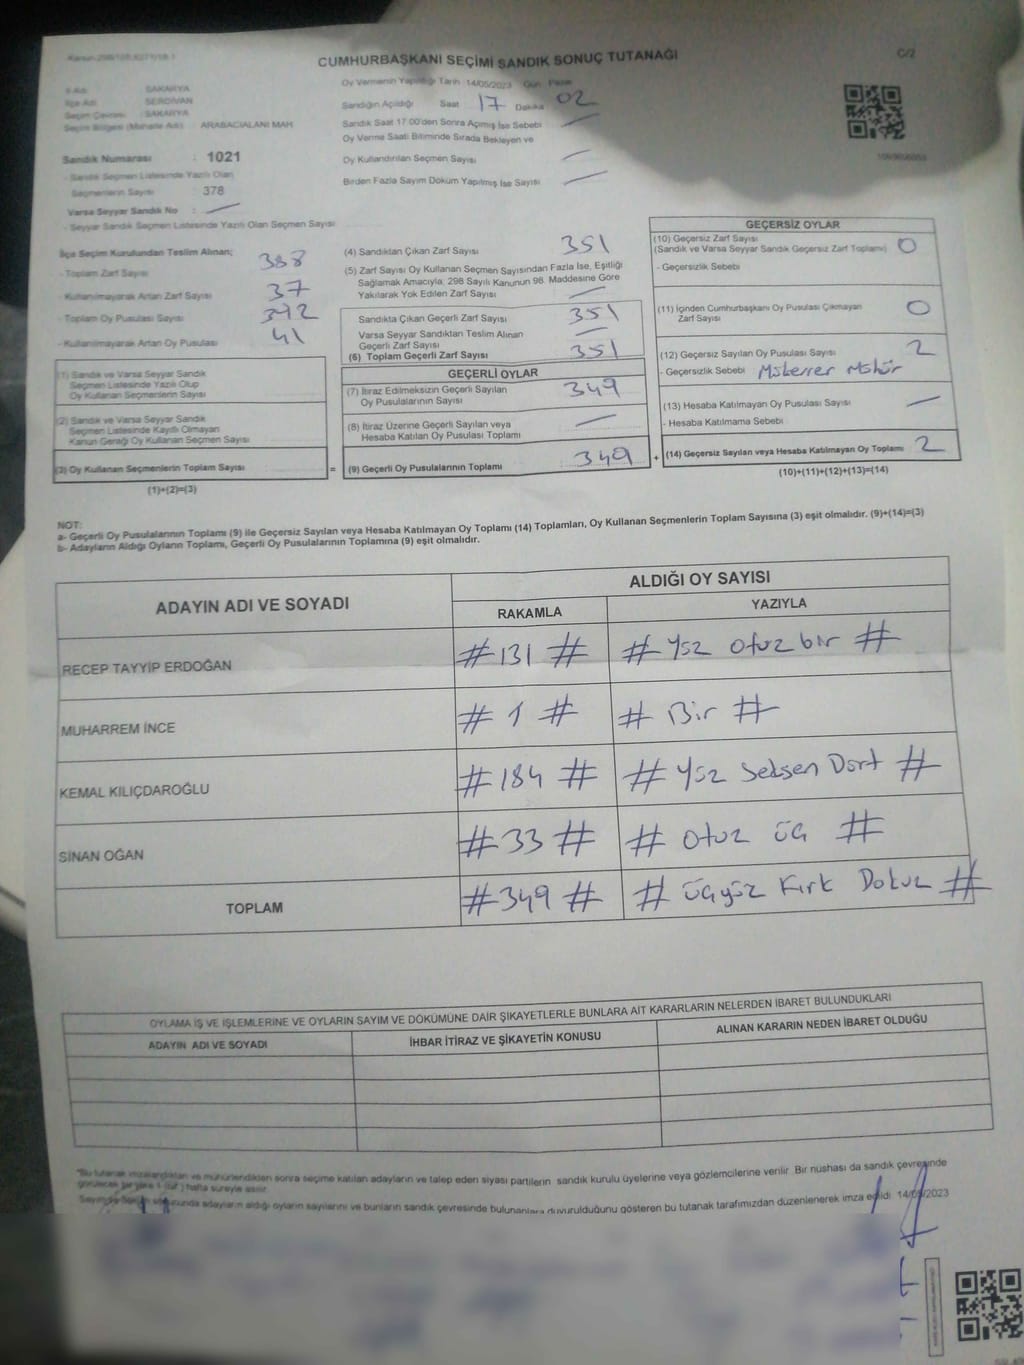 CUMHURBAŞKANI SEÇİMİ SANDIK SONUÇ TUTANAĞI
C/2
İl Adı SAKARYA
İlçe Adı SERDİVAN
Seçim Çevresi SAKARYA
Seçim Bölgesi (Mahalle Adı) ARABACIALANI MAH
Sandık Numarası : 1021
- Sandık Seçmen Listesinde Yazılı Olan
Seçmenlerin Sayısı 378
Varsa Seyyar Sandık No :
- Seyyar Sandık Seçmen Listesinde Yazılı Olan Seçmen Sayısı
Oy Vermenin Yapıldığı Tarih 14/05/2023 Gün Pazar
Sandığın Açıldığı Saat 17 Dakika 02
Sandık Saat 17.00'den Sonra Açımış İse Sebebi
Oy Verme Saati Bitiminde Sırada Bekleyen ve
Oy Kullandırılan Seçmen Sayısı
Birden Fazla Sayım Döküm Yapılmış İse Sayısı
İlçe Seçim Kurulundan Teslim Alınan;
- Toplam Zarf Sayısı 388
- Kullanılmayarak Artan Zarf Sayısı 37
- Toplam Oy Pusulası Sayısı 392
- Kullanılmayarak Artan Oy Pusulası 41
(1) Sandık ve Varsa Seyyar Sandık
Seçmen Listesinde Yazılı Olup
Oy Kullanan Seçmenlerin Sayısı
(2) Sandık ve Varsa Seyyar Sandık
Seçmen Listesinde Kayıtlı Olmayan
Kanun Gereği Oy Kullanan Seçmen Sayısı
(3) Oy Kullanan Seçmenlerin Toplam Sayısı
(1)+(2)=(3)
(4) Sandıktan Çıkan Zarf Sayısı 351
(5) Zarf Sayısı Oy Kullanan Seçmen Sayısından Fazla İse, Eşitliği
Sağlamak Amacıyla, 298 Sayılı Kanunun 98. Maddesine Göre
Yakılarak Yok Edilen Zarf Sayısı
Sandıkta Çıkan Geçerli Zarf Sayısı 351
Varsa Seyyar Sandıktan Teslim Alınan
Geçerli Zarf Sayısı
(6) Toplam Geçerli Zarf Sayısı 351
GEÇERLİ OYLAR
(7) İtiraz Edilmeksizin Geçerli Sayılan
Oy Pusulalarının Sayısı 349
(8) İtiraz Üzerine Geçerli Sayılan veya
Hesaba Katılan Oy Pusulası Toplamı
= (9) Geçerli Oy Pusulalarının Toplamı 349
GEÇERSİZ OYLAR
(10) Geçersiz Zarf Sayısı
(Sandık ve Varsa Seyyar Sandık Geçersiz Zarf Toplamı) 0
- Geçersizlik Sebebi
(11) İçinden Cumhurbaşkanı Oy Pusulası Çıkmayan
Zarf Sayısı 0
(12) Geçersiz Sayılan Oy Pusulası Sayısı 2
- Geçersizlik Sebebi Mükerrer Mühür
(13) Hesaba Katılmayan Oy Pusulası Sayısı
- Hesaba Katılmama Sebebi
+ (14) Geçersiz Sayılan veya Hesaba Katılmayan Oy Toplamı 2
(10)+(11)+(12)+(13)=(14)
NOT:
a- Geçerli Oy Pusulalarının Toplamı (9) ile Geçersiz Sayılan veya Hesaba Katılmayan Oy Toplamı (14) Toplamları, Oy Kullanan Seçmenlerin Toplam Sayısına (3) eşit olmalıdır. (9)+(14)=(3)
b- Adayların Aldığı Oyların Toplamı, Geçerli Oy Pusulalarının Toplamına (9) eşit olmalıdır.
ADAYIN ADI VE SOYADI
ALDIĞI OY SAYISI
RAKAMLA YAZIYLA
RECEP TAYYİP ERDOĞAN #131# # Yüz otuz bir #
MUHARREM İNCE #1# # Bir #
KEMAL KILIÇDAROĞLU #184# # Yüz Seksen Dört #
SİNAN OĞAN #33# # Otuz üç #
TOPLAM #349# # üçyüz Kırk Dokuz #
OYLAMA İŞ VE İŞLEMLERİNE VE OYLARIN SAYIM VE DÖKÜMÜNE DAİR ŞİKAYETLERLE BUNLARA AİT KARARLARIN NELERDEN İBARET BULUNDUKLARI
ADAYIN ADI VE SOYADI İHBAR İTİRAZ VE ŞİKAYETİN KONUSU ALINAN KARARIN NEDEN İBARET OLDUĞU
*Bu tutanak imzalandıktan ve mühürlendikten sonra seçime katılan adayların ve talep eden siyasi partilerin sandık kurulu üyelerine veya gözlemcilerine verilir. Bir nüshası da sandık çevresinde
hafta süreyle asılır.
adayların aldığı oyların sayılarını ve bunların sandık çevresinde bulunanlara duyurulduğunu gösteren bu tutanak tarafımızdan düzenlenerek imza edildi 14/05/2023